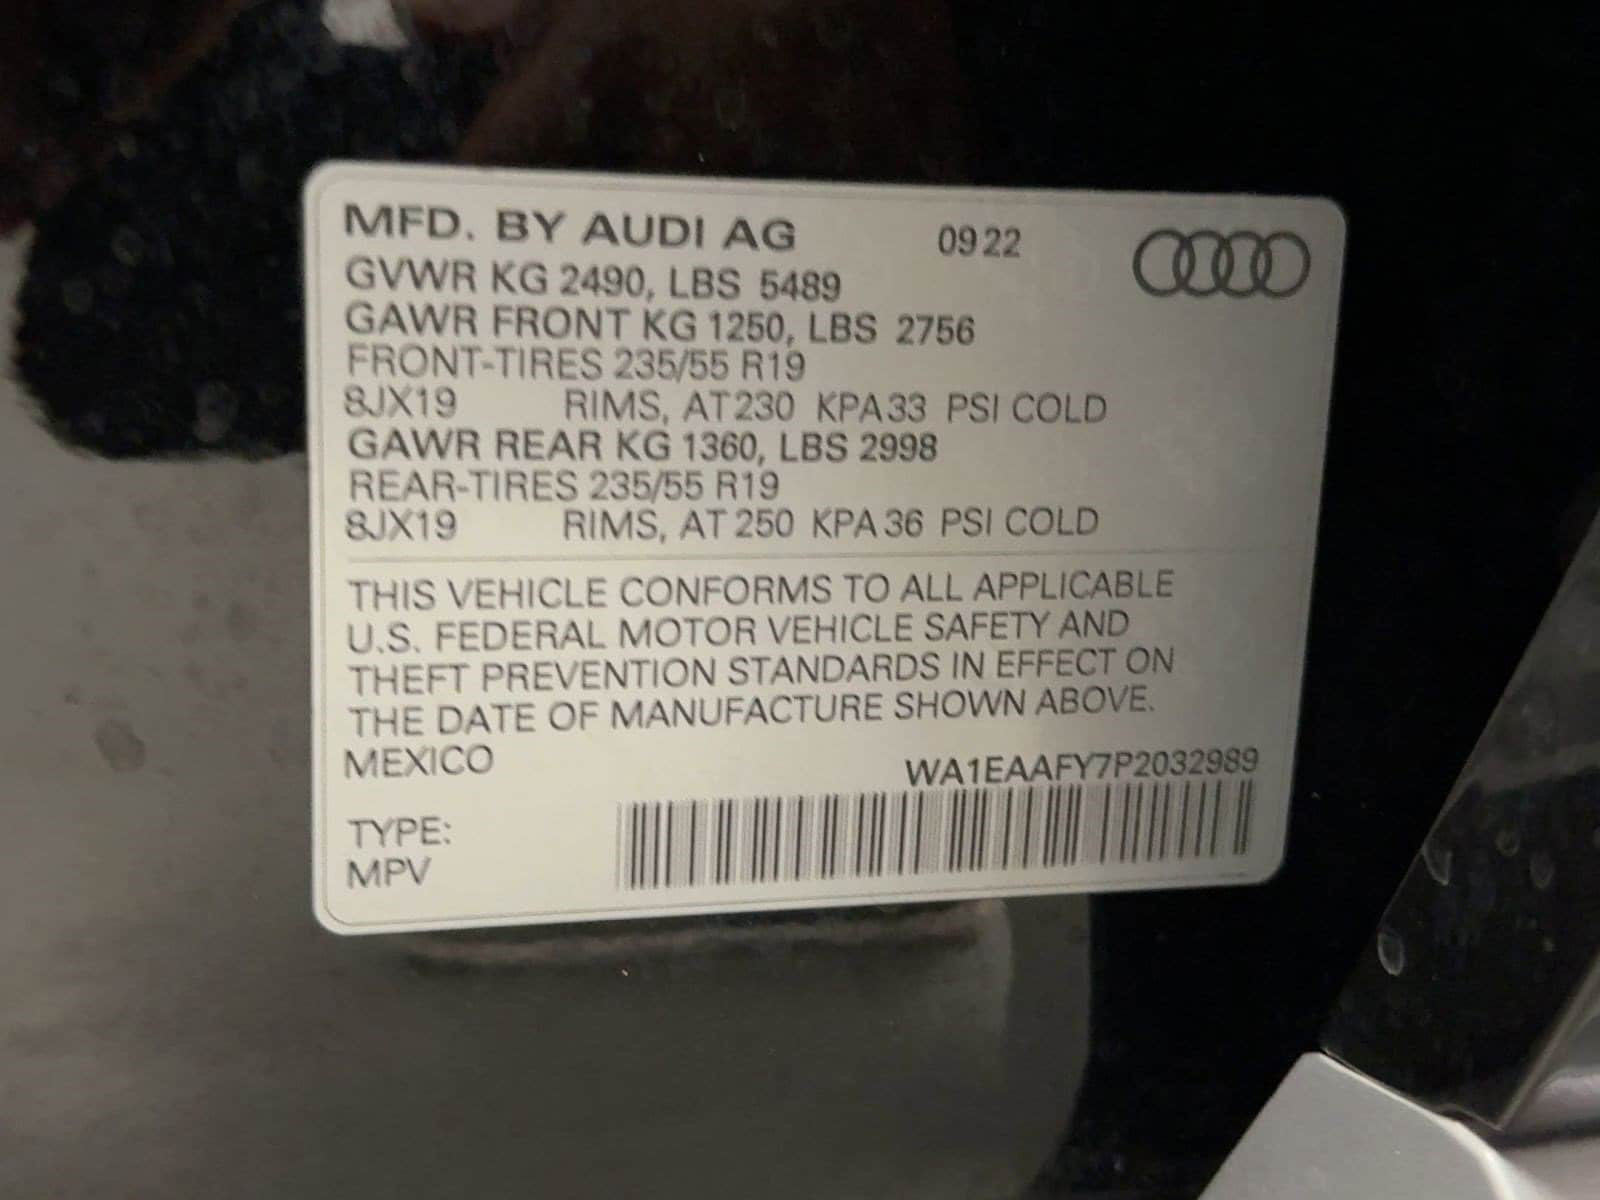 MFD. BY AUDI AG 0922
GVWR KG 2490, LBS 5489
GAWR FRONT KG 1250, LBS 2756
FRONT-TIRES 235/55 R19
8JX19 RIMS, AT 230 KPA 33 PSI COLD
GAWR REAR KG 1360, LBS 2998
REAR-TIRES 235/55 R19
8JX19 RIMS, AT 250 KPA 36 PSI COLD
THIS VEHICLE CONFORMS TO ALL APPLICABLE
U.S. FEDERAL MOTOR VEHICLE SAFETY AND
THEFT PREVENTION STANDARDS IN EFFECT ON
THE DATE OF MANUFACTURE SHOWN ABOVE.
MEXICO WA1EAAFY7P2032989
TYPE:
MPV